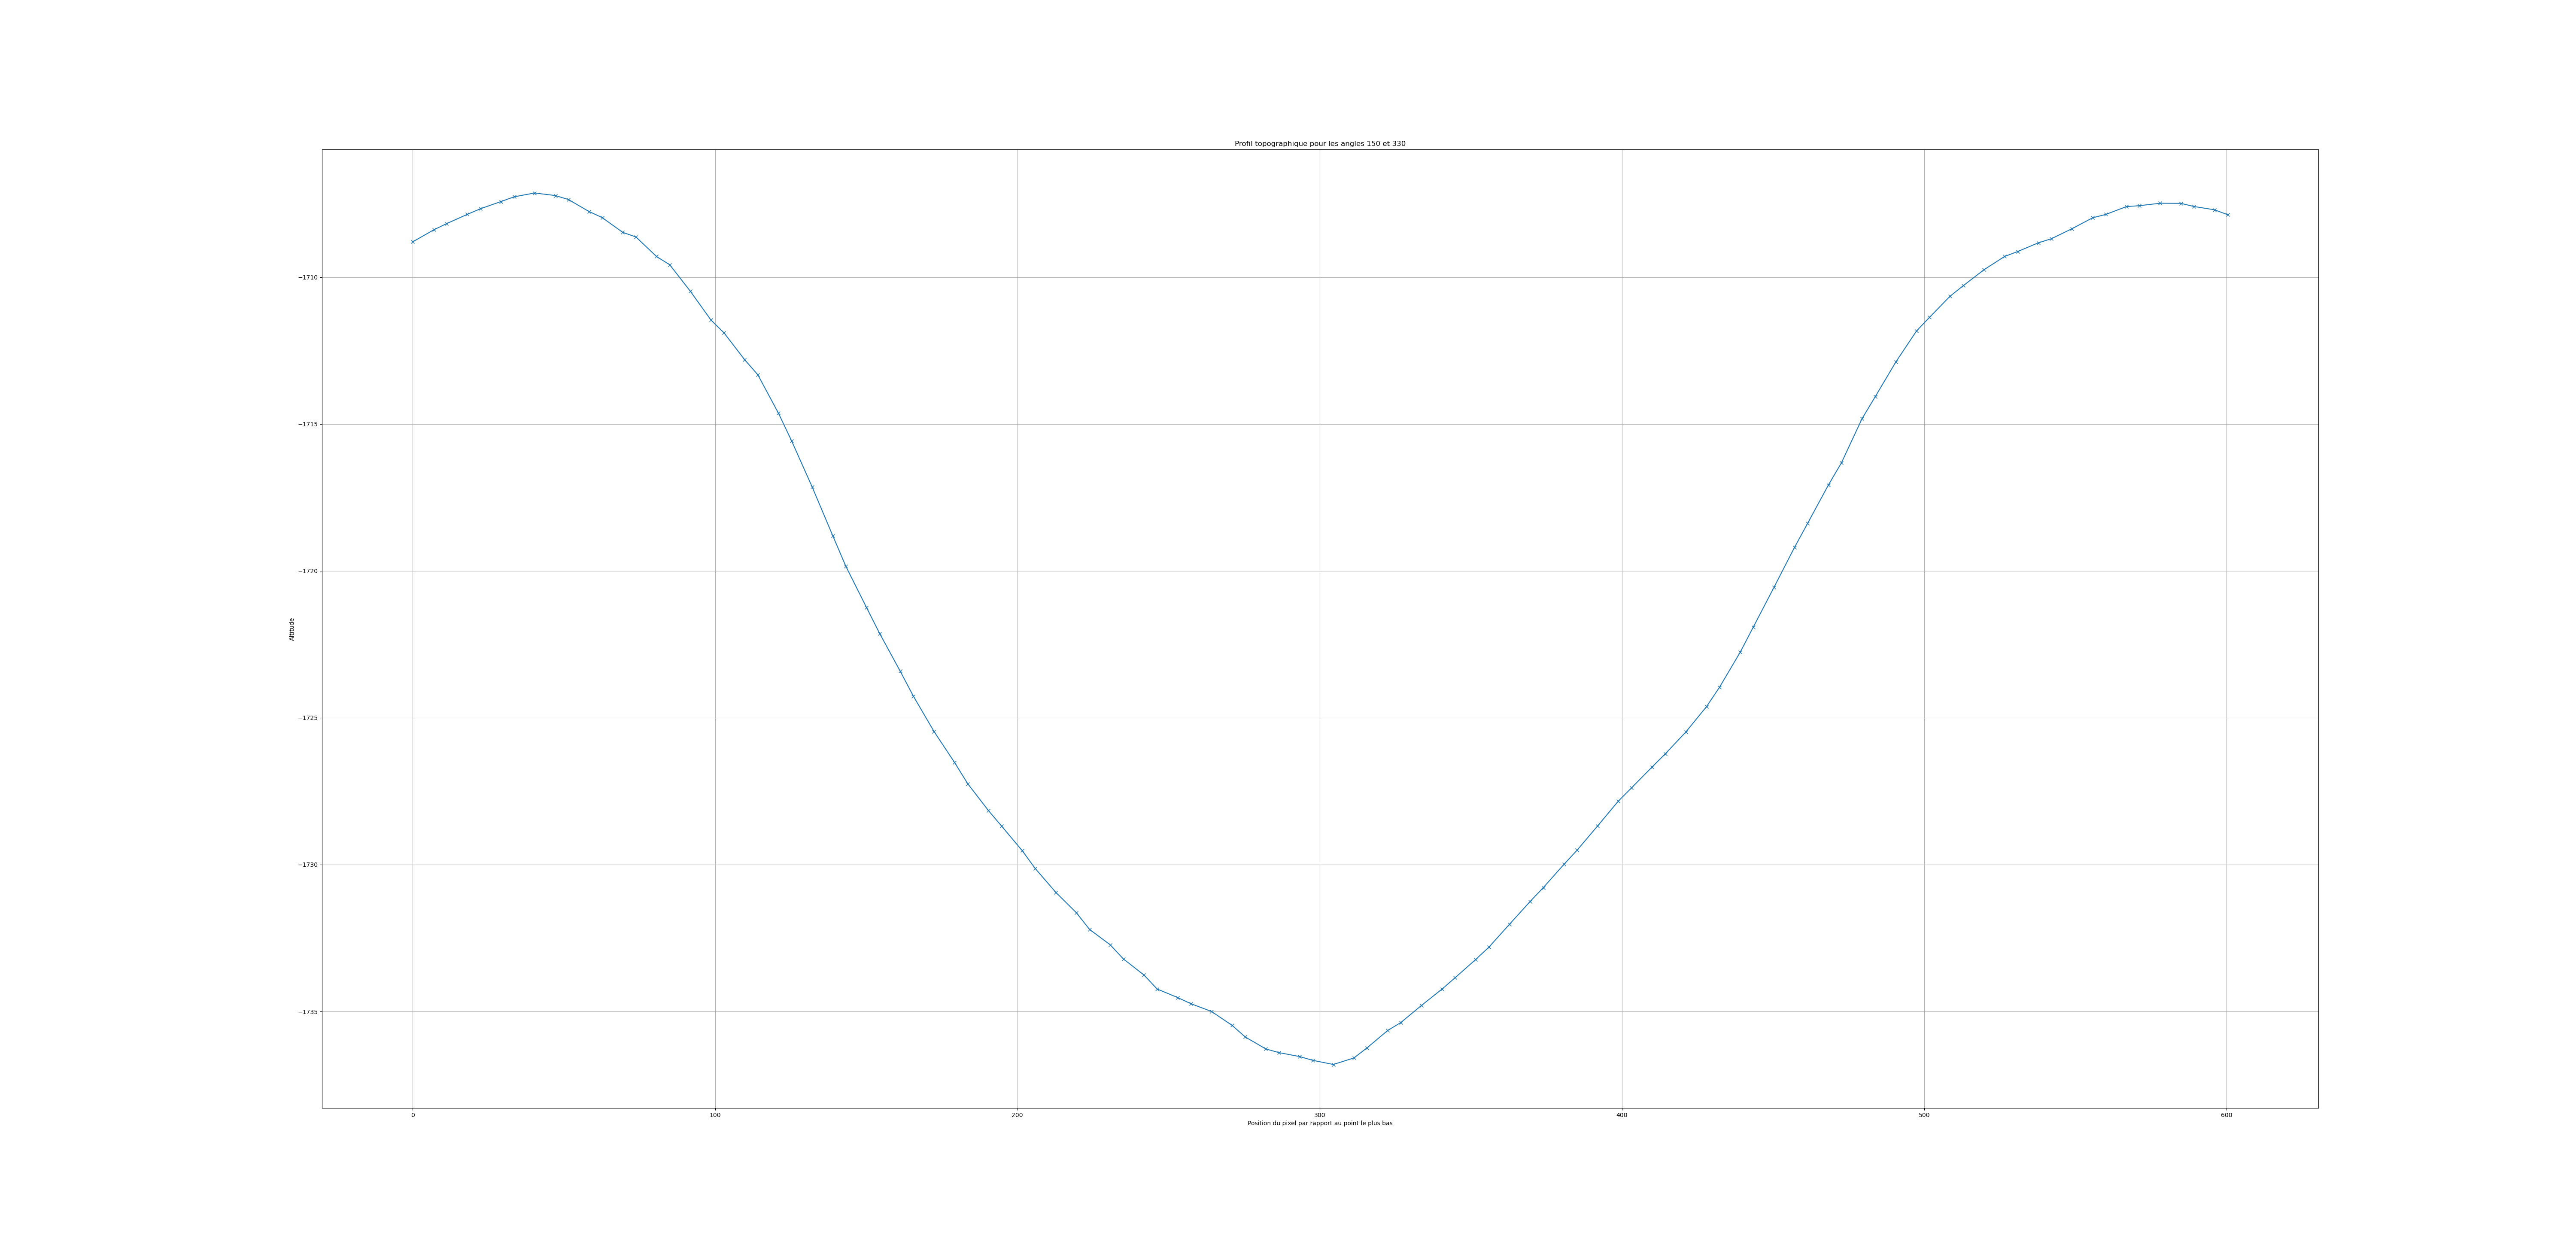 Profil topographique pour les angles 150 et 330
−1710
−1715
−1720
−1725
−1730
−1735
Altitude
0 100 200 300 400 500 600
Position du pixel par rapport au point le plus bas